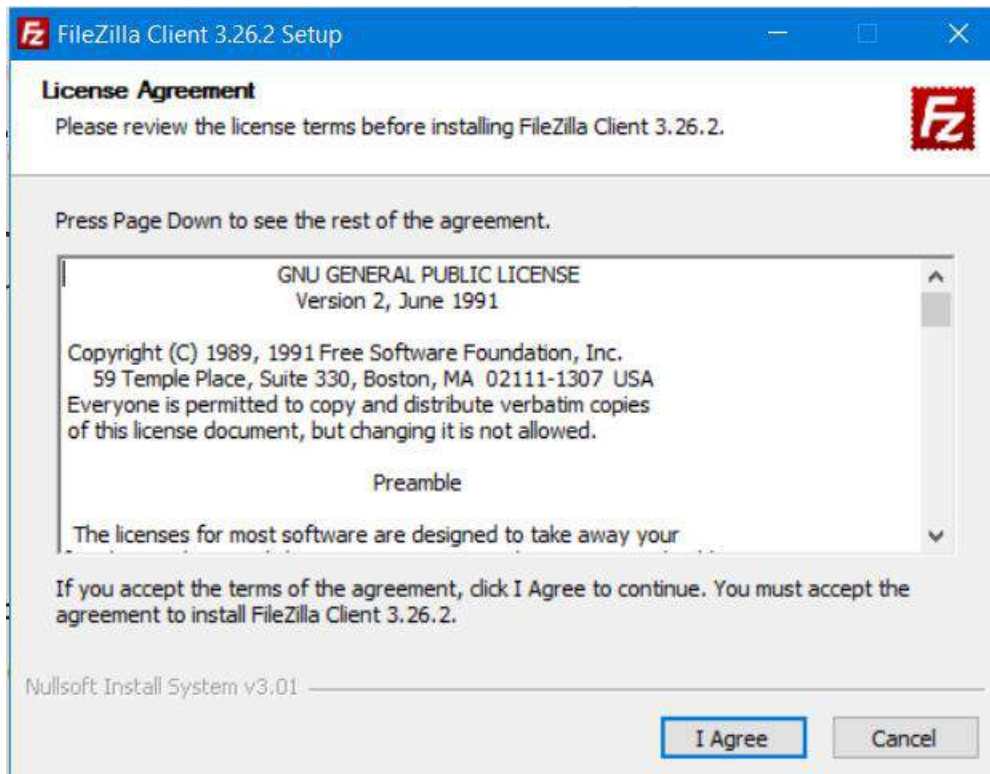 FileZilla Client 3.26.2 Setup
License Agreement
Please review the license terms before installing FileZilla Client 3.26.2.
Fz
Press Page Down to see the rest of the agreement.
GNU GENERAL PUBLIC LICENSE
Version 2, June 1991
Copyright (C) 1989, 1991 Free Software Foundation, Inc.
59 Temple Place, Suite 330, Boston, MA 02111-1307 USA
Everyone is permitted to copy and distribute verbatim copies
of this license document, but changing it is not allowed.
Preamble
The licenses for most software are designed to take away your
If you accept the terms of the agreement, click I Agree to continue. You must accept the
agreement to install FileZilla Client 3.26.2.
Nullsoft Install System v3.01
I Agree
Cancel